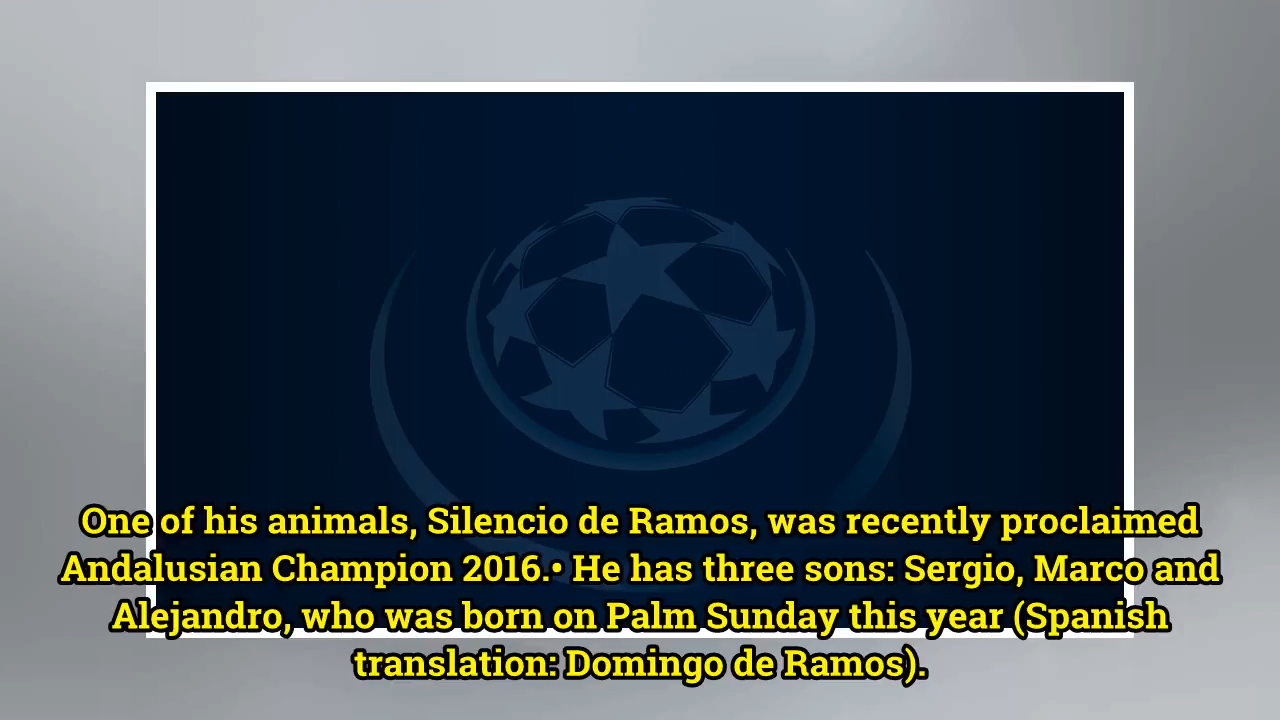 One of his animals, Silencio de Ramos, was recently proclaimed
Andalusian Champion 2016.• He has three sons: Sergio, Marco and
Alejandro, who was born on Palm Sunday this year (Spanish
translation: Domingo de Ramos).